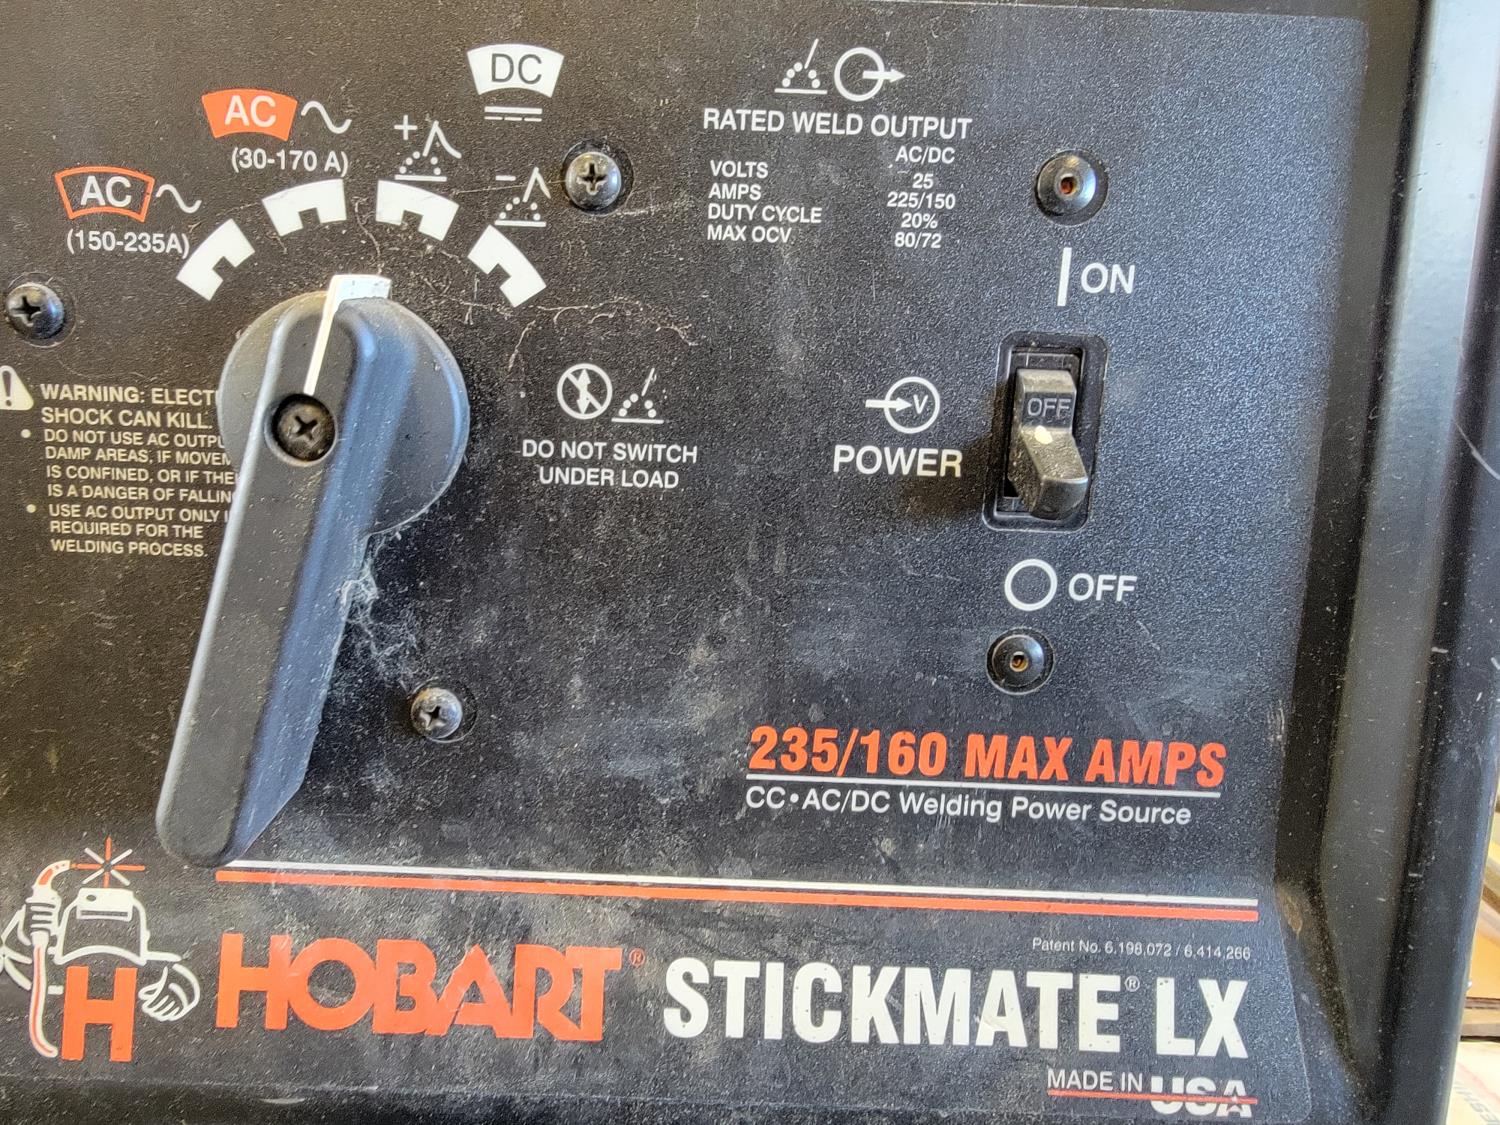 DC
AC
(30-170 A)
+
AC
(150-235A)
-
RATED WELD OUTPUT
AC/DC
VOLTS 25
AMPS 225/150
DUTY CYCLE 20%
MAX OCV 80/72
ON
OFF
V
POWER
OFF
DO NOT SWITCH
UNDER LOAD
WARNING: ELECT
SHOCK CAN KILL.
• DO NOT USE AC OUTPU
DAMP AREAS, IF MOVEM
IS CONFINED, OR IF THE
IS A DANGER OF FALLIN
• USE AC OUTPUT ONLY I
REQUIRED FOR THE
WELDING PROCESS.
235/160 MAX AMPS
CC•AC/DC Welding Power Source
Patent No. 6,198,072 / 6,414,266
H HOBART® STICKMATE® LX
MADE IN USA